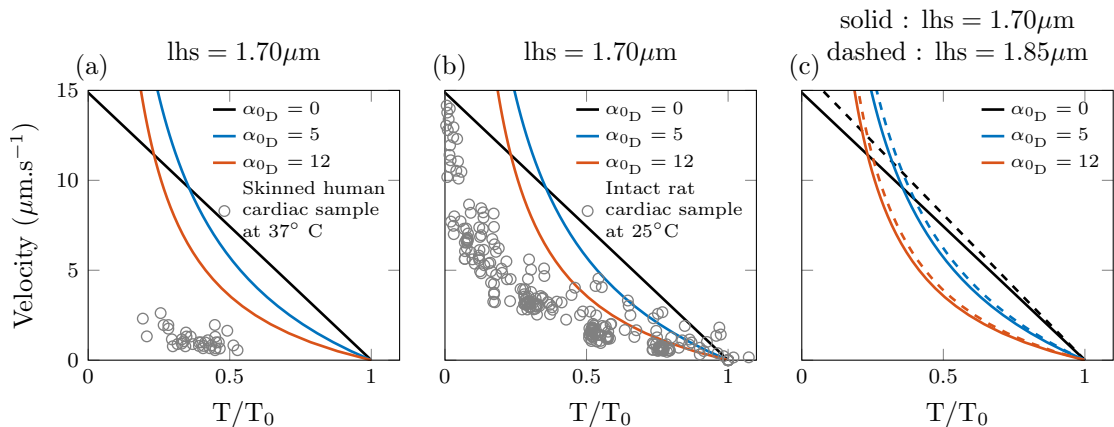 solid : lhs = 1.70μm
dashed : lhs = 1.85μm
(a)
lhs = 1.70μm
(b)
lhs = 1.70μm
(c)
Velocity (μm.s⁻¹)
15
10
5
0
α₀D = 0
α₀D = 5
α₀D = 12
Skinned human
cardiac sample
at 37° C
0
0.5
1
T/T₀
α₀D = 0
α₀D = 5
α₀D = 12
Intact rat
cardiac sample
at 25°C
0
0.5
1
T/T₀
α₀D = 0
α₀D = 5
α₀D = 12
0
0.5
1
T/T₀